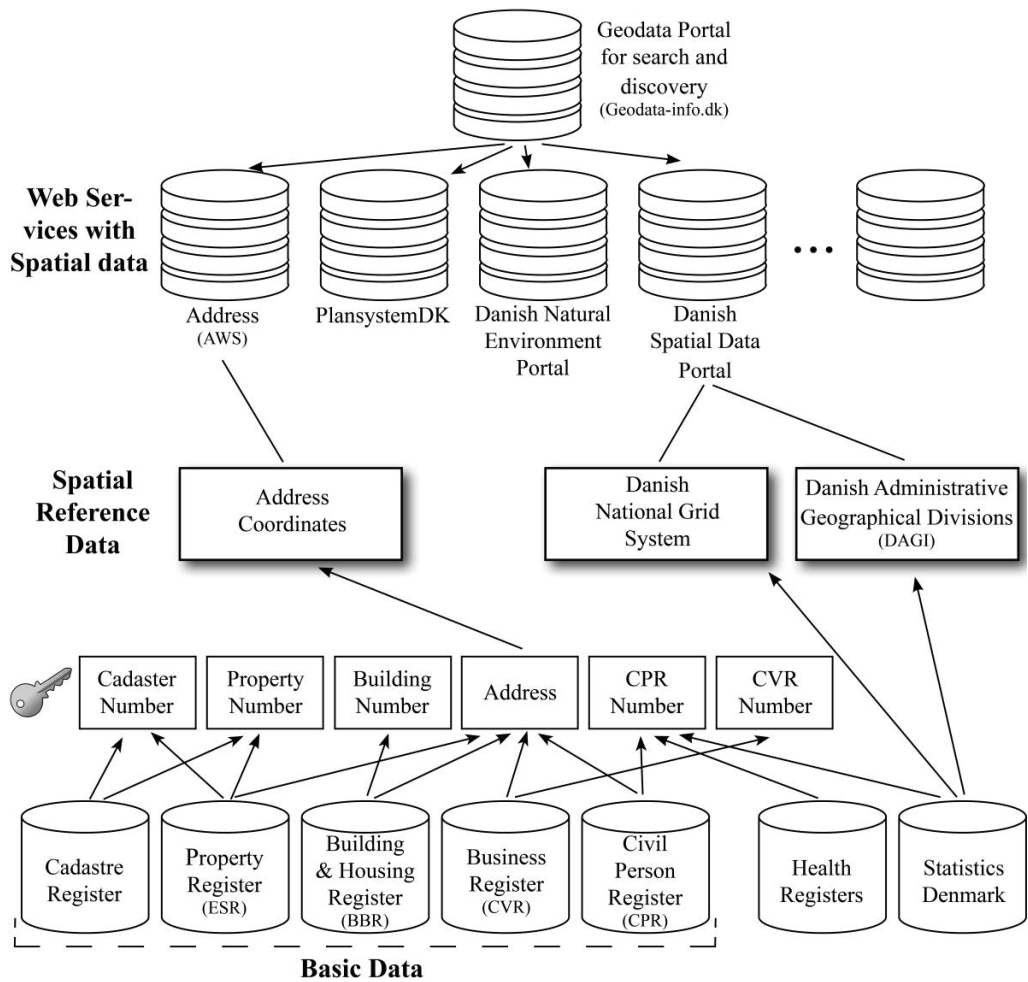 Geodata Portal
for search and
discovery
(Geodata-info.dk)
Web Ser-
vices with
Spatial data
Address
(AWS)
PlansystemDK
Danish Natural
Environment
Portal
Danish
Spatial Data
Portal
...
Spatial
Reference
Data
Address
Coordinates
Danish
National Grid
System
Danish Administrative
Geographical Divisions
(DAGI)
Cadaster
Number
Property
Number
Building
Number
Address
CPR
Number
CVR
Number
Cadastre
Register
Property
Register
(ESR)
Building
& Housing
Register
(BBR)
Business
Register
(CVR)
Civil
Person
Register
(CPR)
Health
Registers
Statistics
Denmark
Basic Data